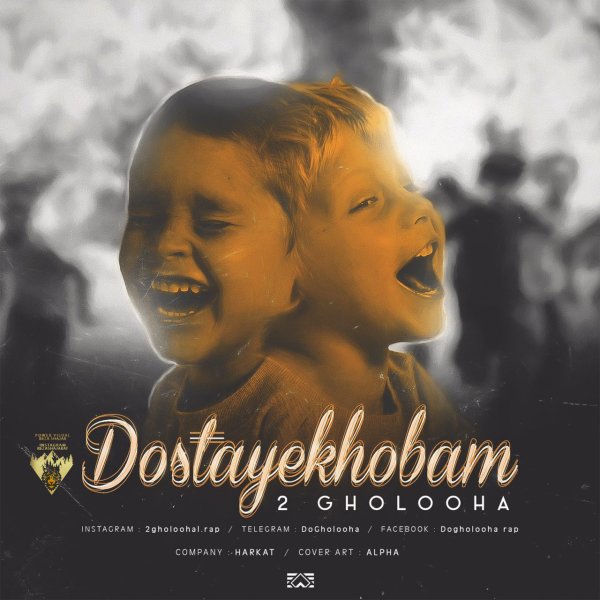 Dostayekhobam
2 GHOLOOHA
INSTAGRAM : 2gholoohal.rap / TELEGRAM : DoGholooha / FACEBOOK : Dogholooha rap
COMPANY : HARKAT / COVER ART : ALPHA